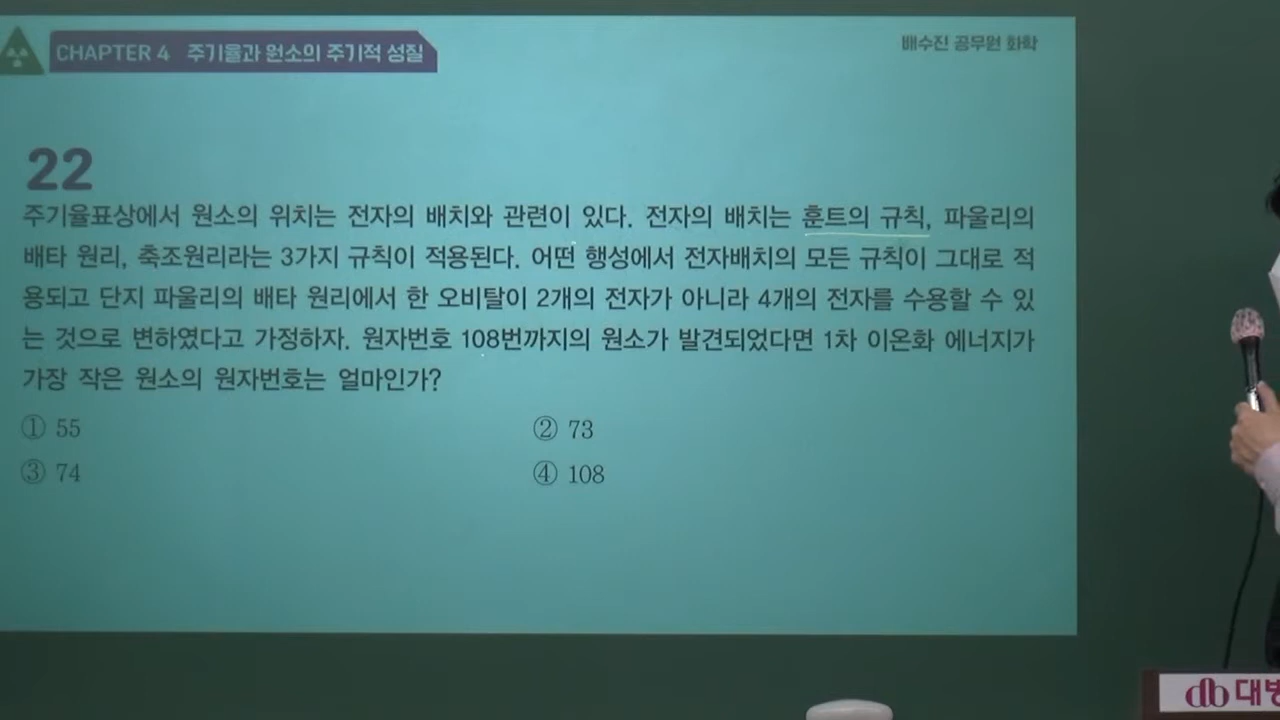 CHAPTER 4 주기율과 원소의 주기적 성질
배수진 공무원 화학
22
주기율표상에서 원소의 위치는 전자의 배치와 관련이 있다. 전자의 배치는 훈트의 규칙, 파울리의
배타 원리, 축조원리라는 3가지 규칙이 적용된다. 어떤 행성에서 전자배치의 모든 규칙이 그대로 적
용되고 단지 파울리의 배타 원리에서 한 오비탈이 2개의 전자가 아니라 4개의 전자를 수용할 수 있
는 것으로 변하였다고 가정하자. 원자번호 108번까지의 원소가 발견되었다면 1차 이온화 에너지가
가장 작은 원소의 원자번호는 얼마인가?
① 55
② 73
③ 74
④ 108